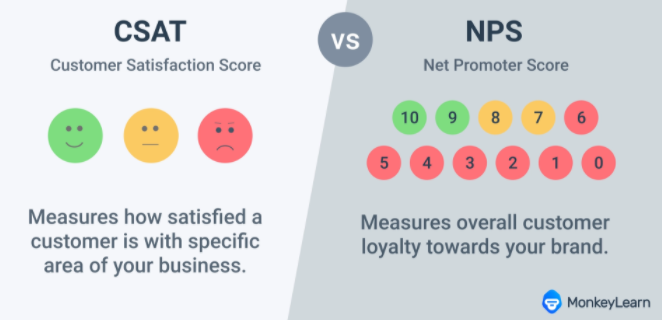 CSAT
Customer Satisfaction Score
Measures how satisfied a
customer is with specific
area of your business.
VS
NPS
Net Promoter Score
10 9 8 7 6
5 4 3 2 1 0
Measures overall customer
loyalty towards your brand.
MonkeyLearn